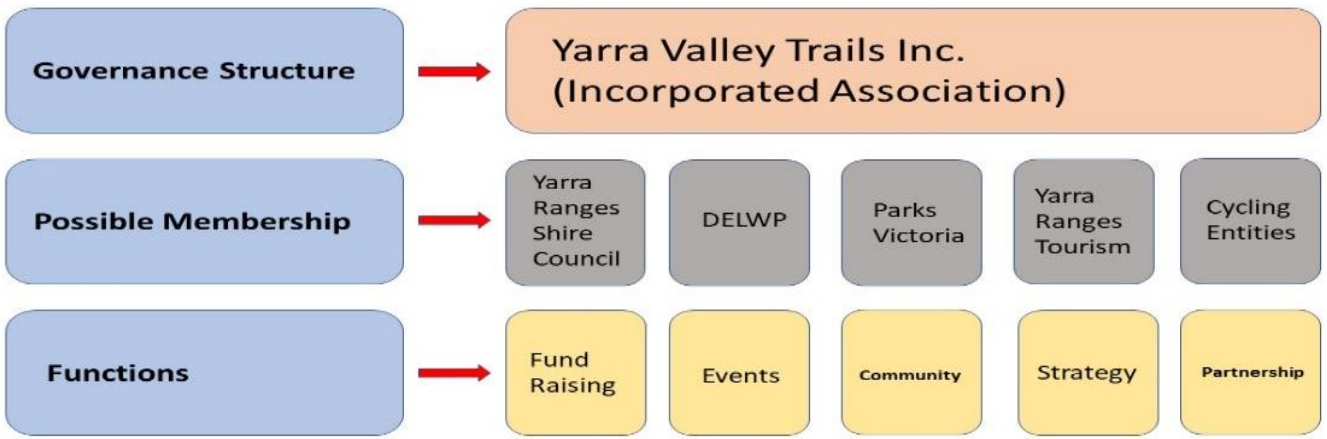 Governance Structure
Yarra Valley Trails Inc.
(Incorporated Association)
Possible Membership
Yarra
Ranges
Shire
Council
DELWP
Parks
Victoria
Yarra
Ranges
Tourism
Cycling
Entities
Functions
Fund
Raising
Events
Community
Strategy
Partnership